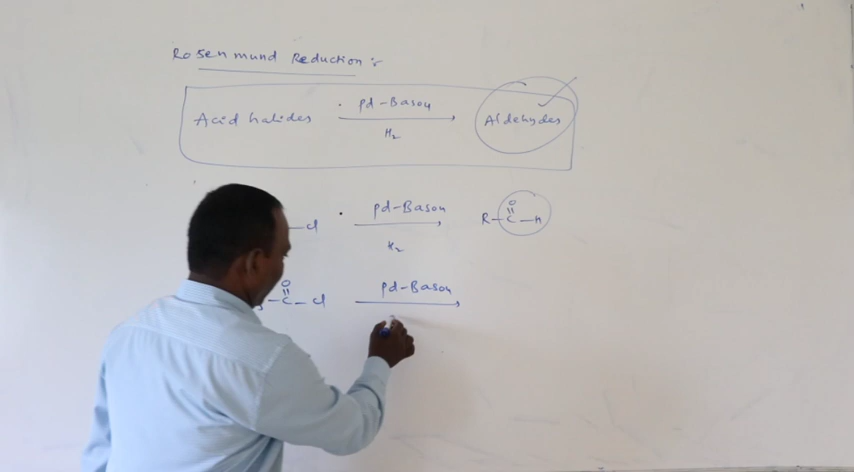 Rosenmund Reduction :
Acid halides Pd-BaSO4 H2 Aldehydes
-Cl Pd-BaSO4 H2 R-C-H
O
O
-C-Cl Pd-BaSO4